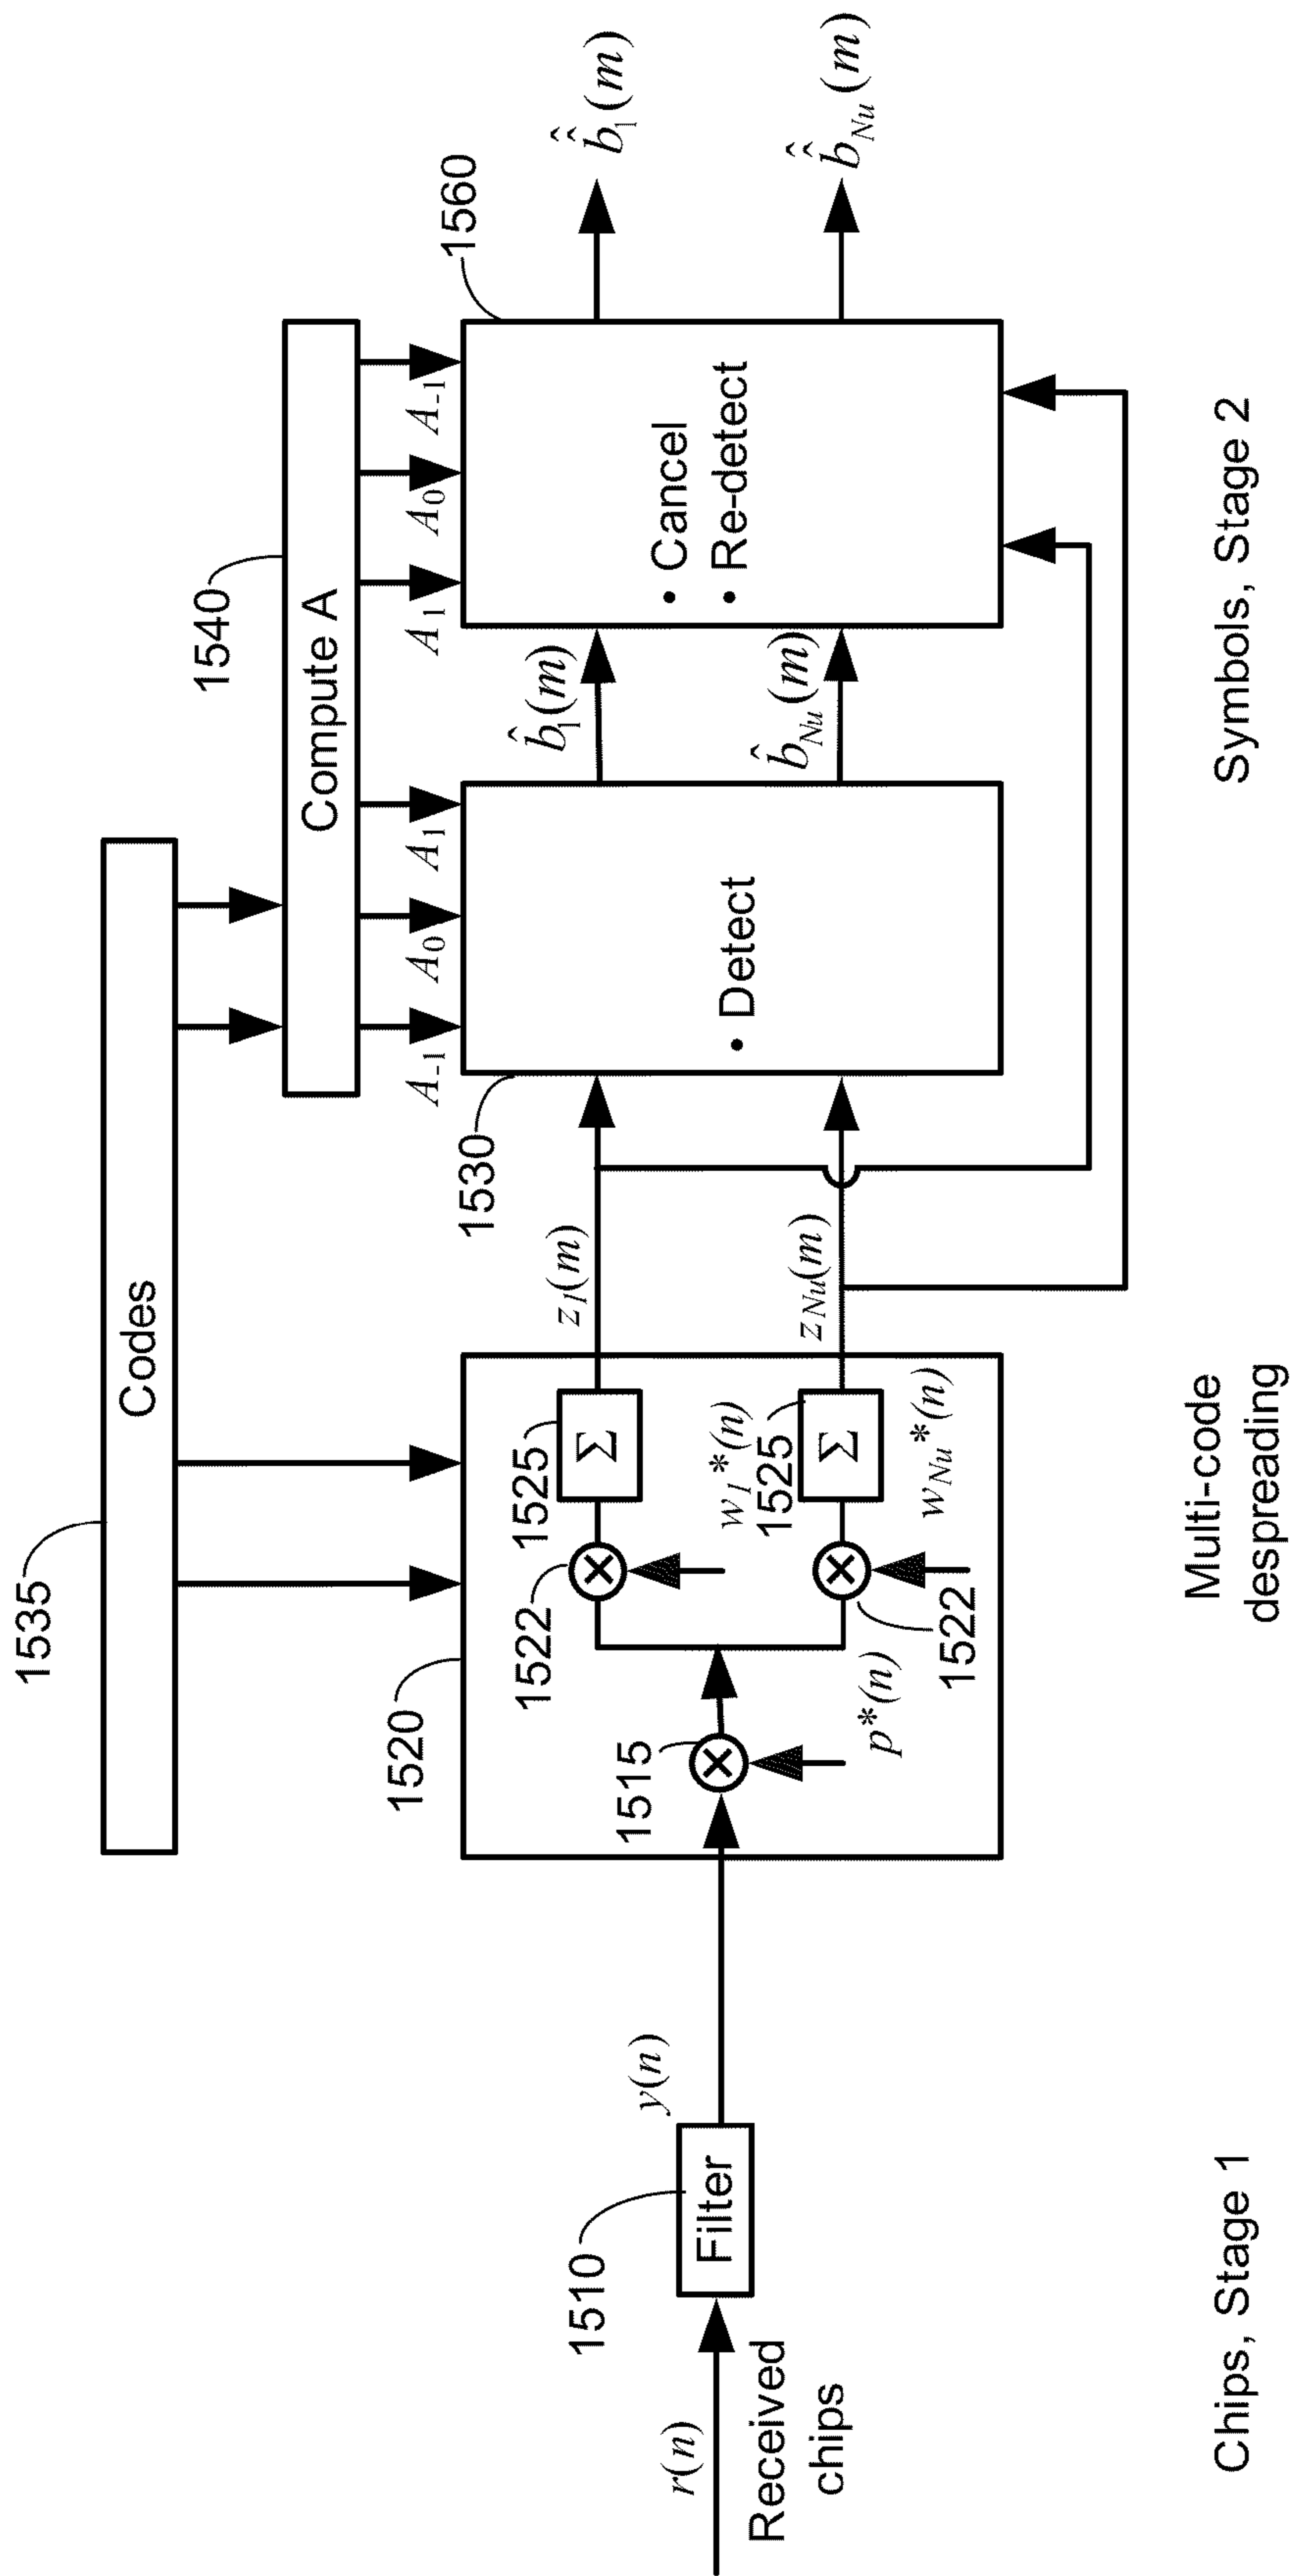 1535
Codes
1540
Compute A
1520
1530
1560
A-1
A0
A1
A1
A0
A-1
1510
r(n)
Received
chips
Filter
y(n)
1515
p*(n)
1522
1525
w1*(n)
z1(m)
1522
1525
wNu*(n)
zNu(m)
• Detect
b̂1(m)
b̂Nu(m)
• Cancel
• Re-detect
b̂̂1(m)
b̂̂Nu(m)
Σ
Σ
Chips, Stage 1
Multi-code
despreading
Symbols, Stage 2